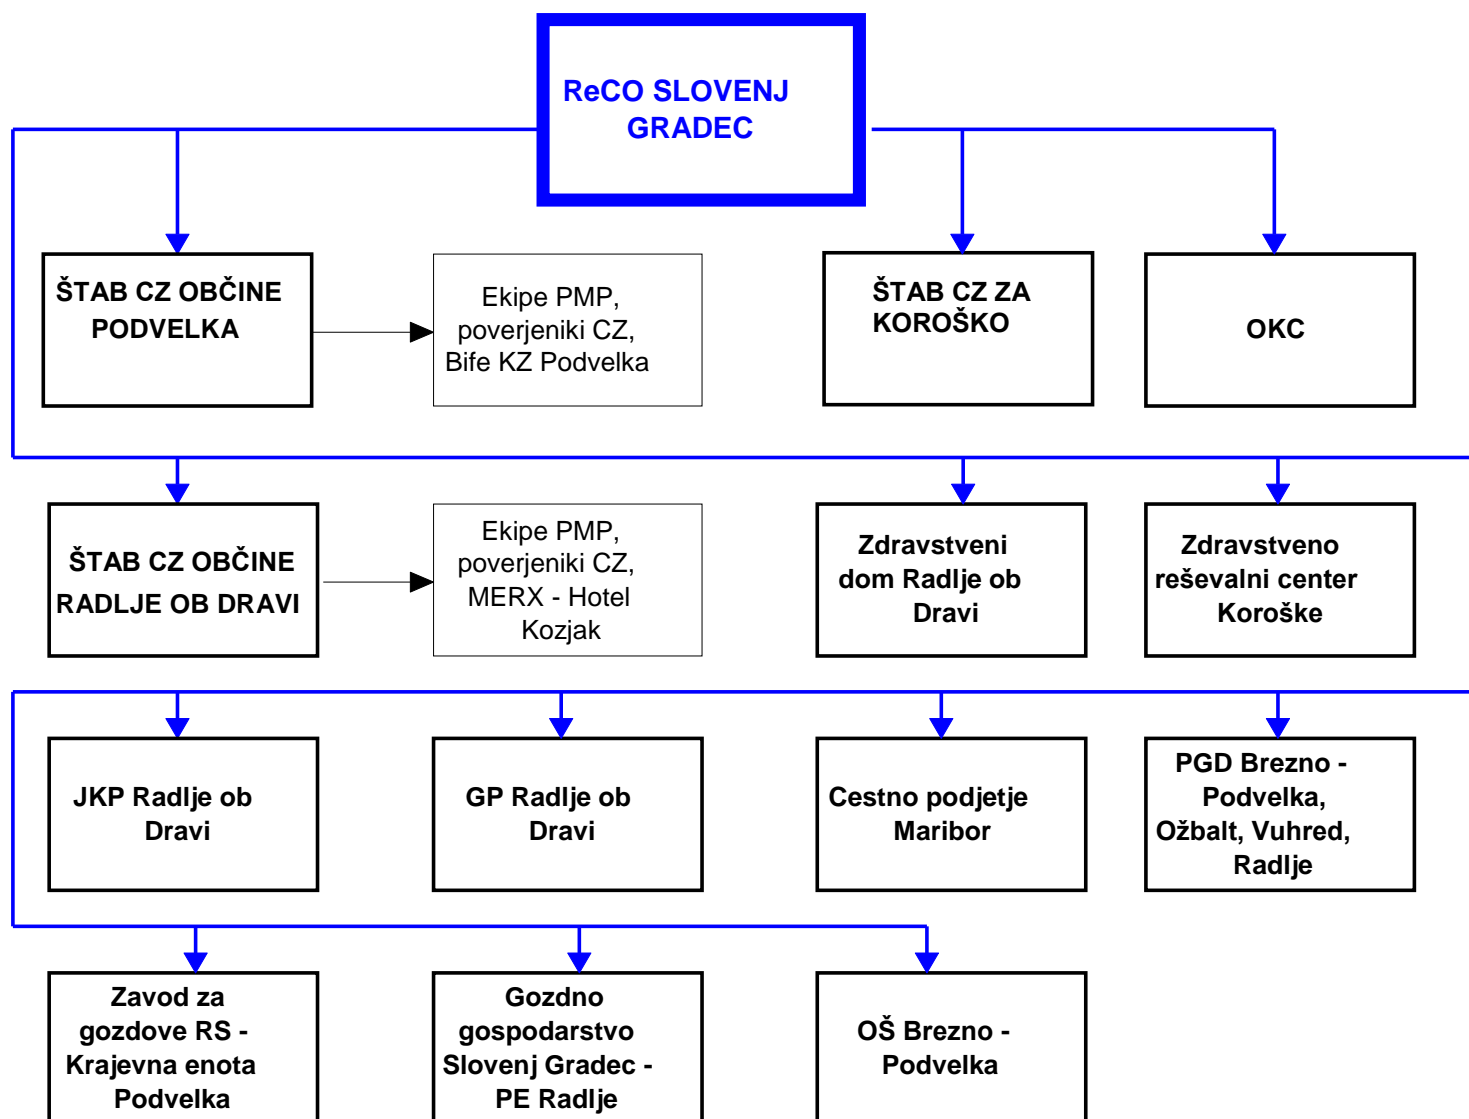 ReCO SLOVENJ
GRADEC
ŠTAB CZ OBČINE
PODVELKA
Ekipe PMP,
poverjeniki CZ,
Bife KZ Podvelka
ŠTAB CZ ZA
KOROŠKO
OKC
ŠTAB CZ OBČINE
RADLJE OB DRAVI
Ekipe PMP,
poverjeniki CZ,
MERX - Hotel
Kozjak
Zdravstveni
dom Radlje ob
Dravi
Zdravstveno
reševalni center
Koroške
JKP Radlje ob
Dravi
GP Radlje ob
Dravi
Cestno podjetje
Maribor
PGD Brezno -
Podvelka,
Ožbalt, Vuhred,
Radlje
Zavod za
gozdove RS -
Krajevna enota
Podvelka
Gozdno
gospodarstvo
Slovenj Gradec -
PE Radlje
OŠ Brezno -
Podvelka